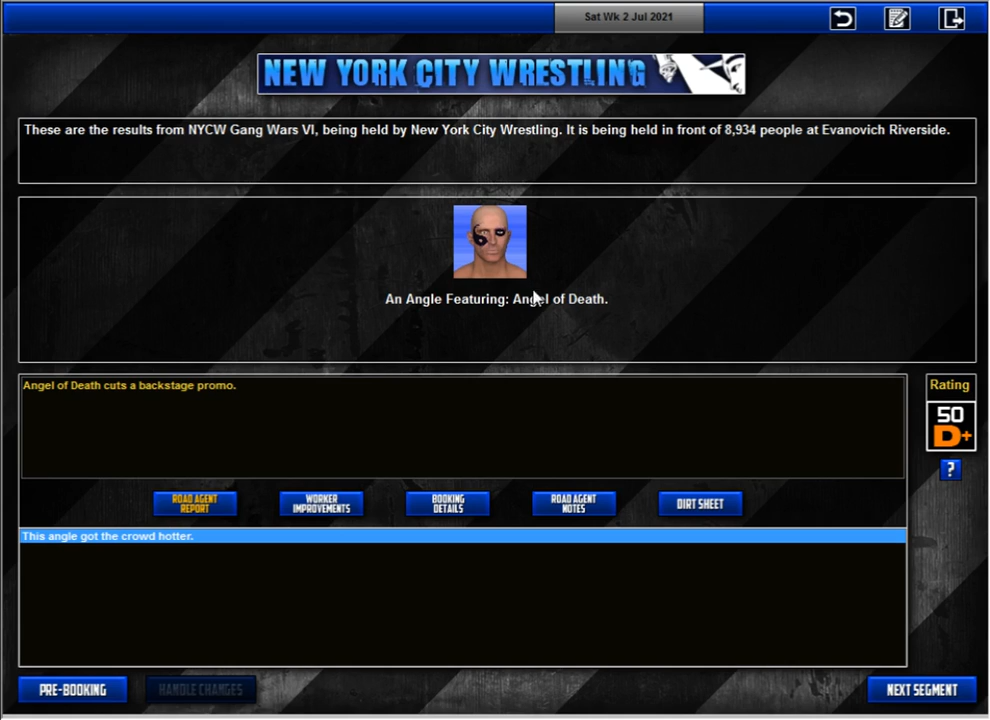 Sat Wk 2 Jul 2021
NEW YORK CITY WRESTLING
These are the results from NYCW Gang Wars VI, being held by New York City Wrestling. It is being held in front of 8,934 people at Evanovich Riverside.
An Angle Featuring: Angel of Death.
Angel of Death cuts a backstage promo.
Rating
50
D+
?
ROAD AGENT REPORT
WORKER IMPROVEMENTS
BOOKING DETAILS
ROAD AGENT NOTES
DIRT SHEET
This angle got the crowd hotter.
PRE-BOOKING
HANDLE CHANGES
NEXT SEGMENT